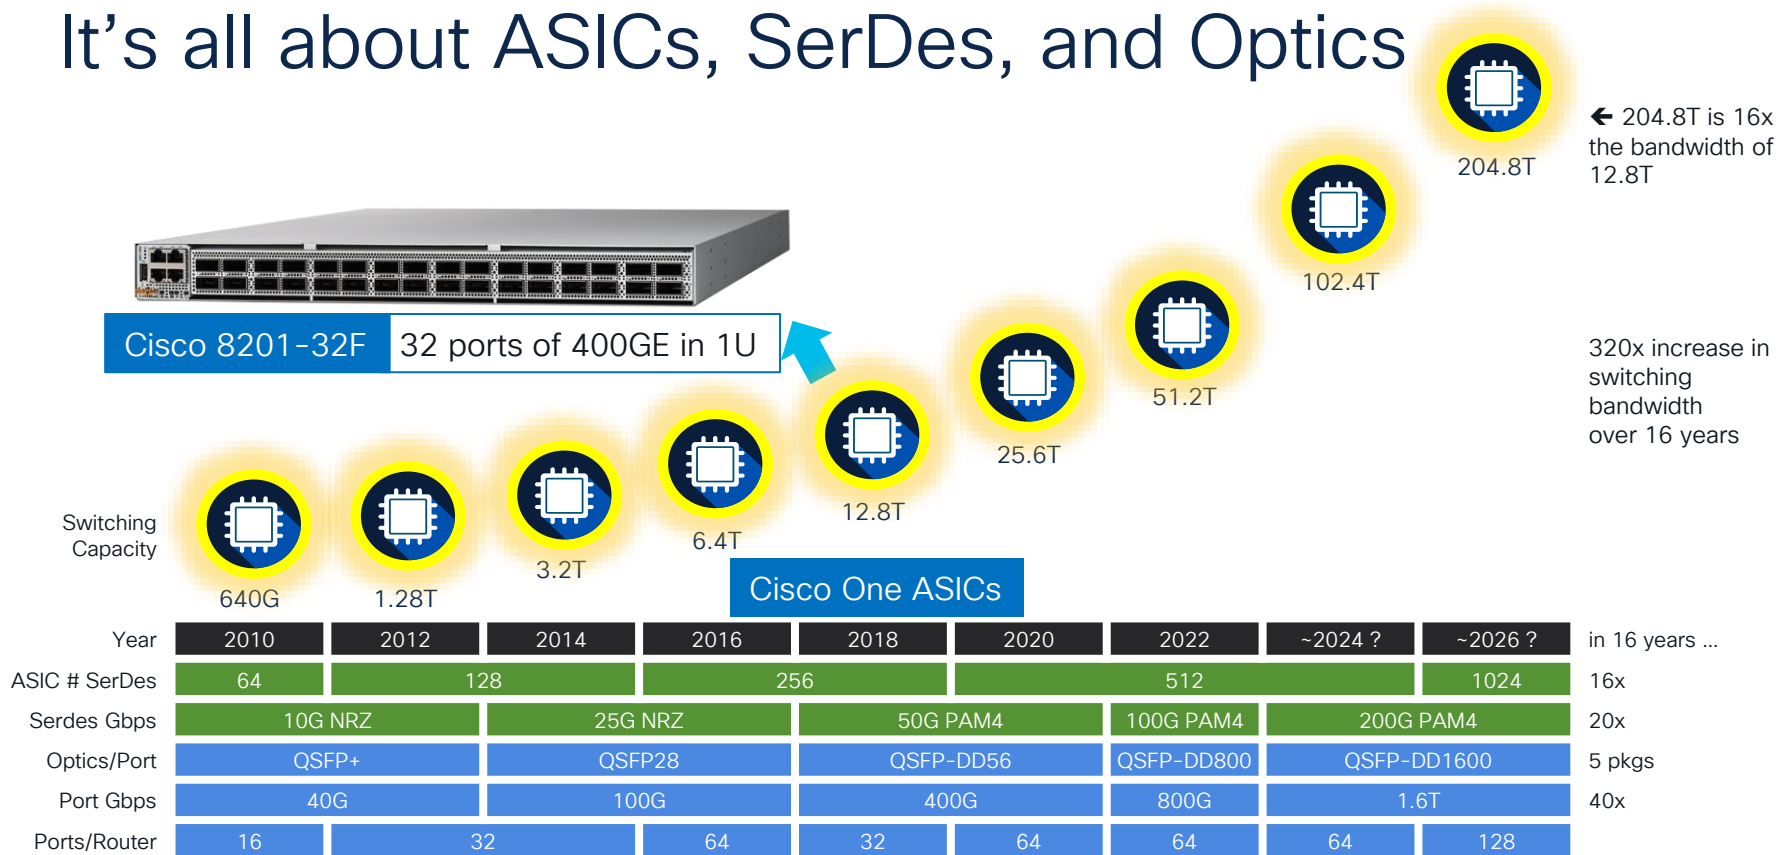 It's all about ASICs, SerDes, and Optics
🡸 204.8T is 16x
the bandwidth of
12.8T
204.8T
102.4T
Cisco 8201-32F
32 ports of 400GE in 1U
320x increase in
switching
bandwidth
over 16 years
51.2T
25.6T
12.8T
Switching
Capacity
6.4T
3.2T
640G
1.28T
Cisco One ASICs
Year 2010 2012 2014 2016 2018 2020 2022 ~2024 ? ~2026 ? in 16 years ...
ASIC # SerDes 64 128 256 512 1024 16x
Serdes Gbps 10G NRZ 25G NRZ 50G PAM4 100G PAM4 200G PAM4 20x
Optics/Port QSFP+ QSFP28 QSFP-DD56 QSFP-DD800 QSFP-DD1600 5 pkgs
Port Gbps 40G 100G 400G 800G 1.6T 40x
Ports/Router 16 32 64 32 64 64 64 128